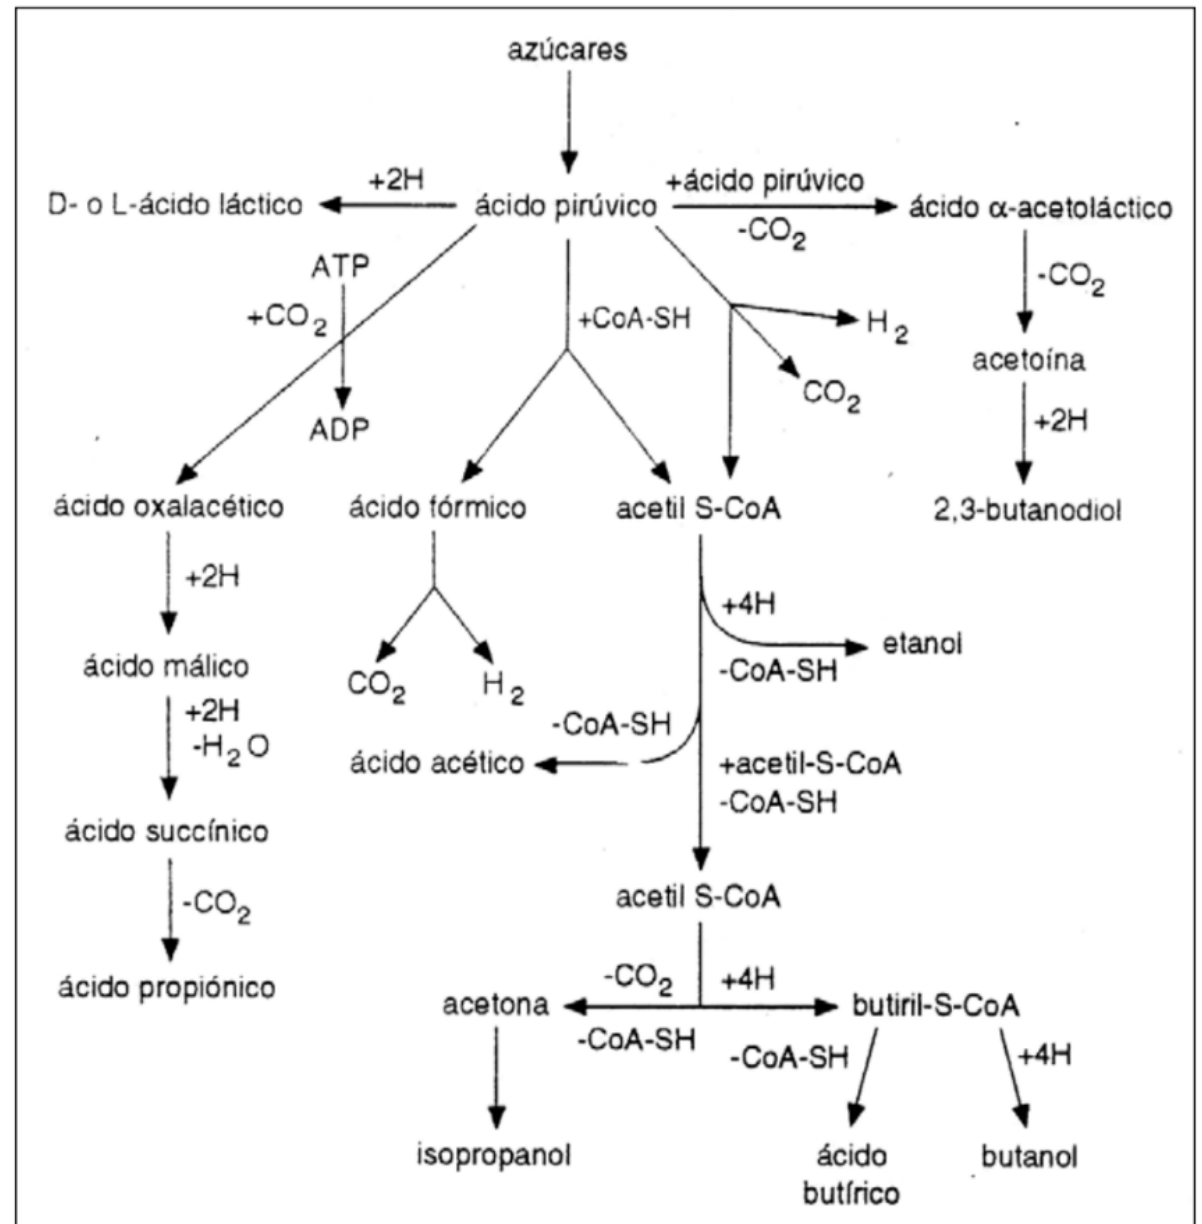 azúcares
+2H
+ácido pirúvico
D- o L-ácido láctico
ácido pirúvico
ácido α-acetoláctico
-CO2
ATP
-CO2
+CO2
+CoA-SH
H2
acetoína
CO2
ADP
+2H
ácido oxalacético
ácido fórmico
acetil S-CoA
2,3-butanodiol
+2H
+4H
etanol
ácido málico
-CoA-SH
CO2
H2
+2H
-H2O
-CoA-SH
ácido acético
+acetil-S-CoA
-CoA-SH
ácido succínico
acetil S-CoA
-CO2
ácido propiónico
-CO2
+4H
acetona
butiril-S-CoA
-CoA-SH
-CoA-SH
+4H
isopropanol
ácido
butírico
butanol